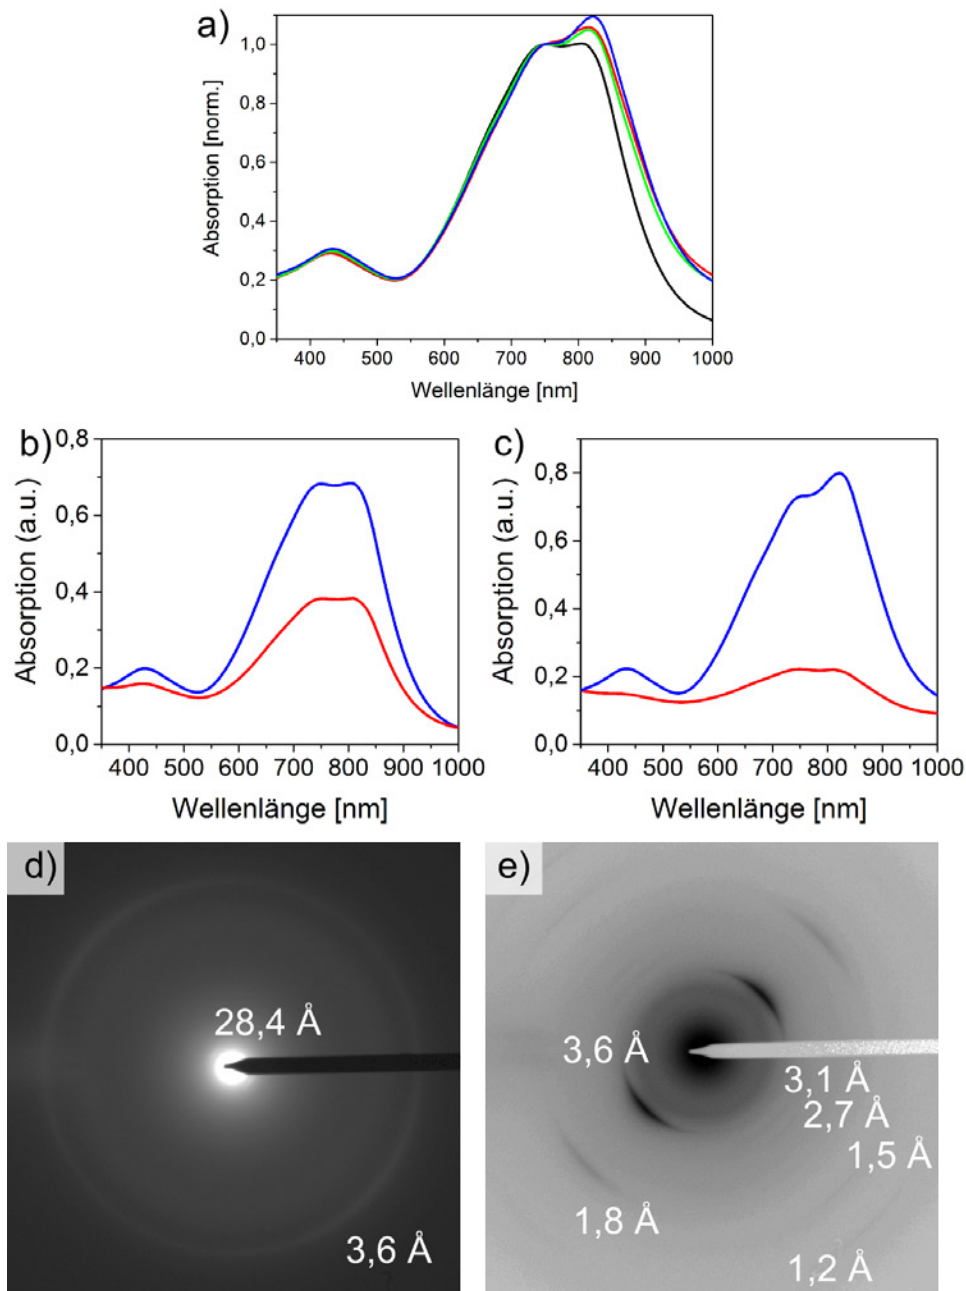 a)
Absorption [norm.]
1,0
0,8
0,6
0,4
0,2
0,0
400 500 600 700 800 900 1000
Wellenlänge [nm]
b)
Absorption (a.u.)
0,8
0,6
0,4
0,2
0,0
400 500 600 700 800 900 1000
Wellenlänge [nm]
c)
Absorption (a.u.)
0,8
0,6
0,4
0,2
0,0
400 500 600 700 800 900 1000
Wellenlänge [nm]
d)
28,4 Å
3,6 Å
e)
3,6 Å
3,1 Å
2,7 Å
1,5 Å
1,8 Å
1,2 Å